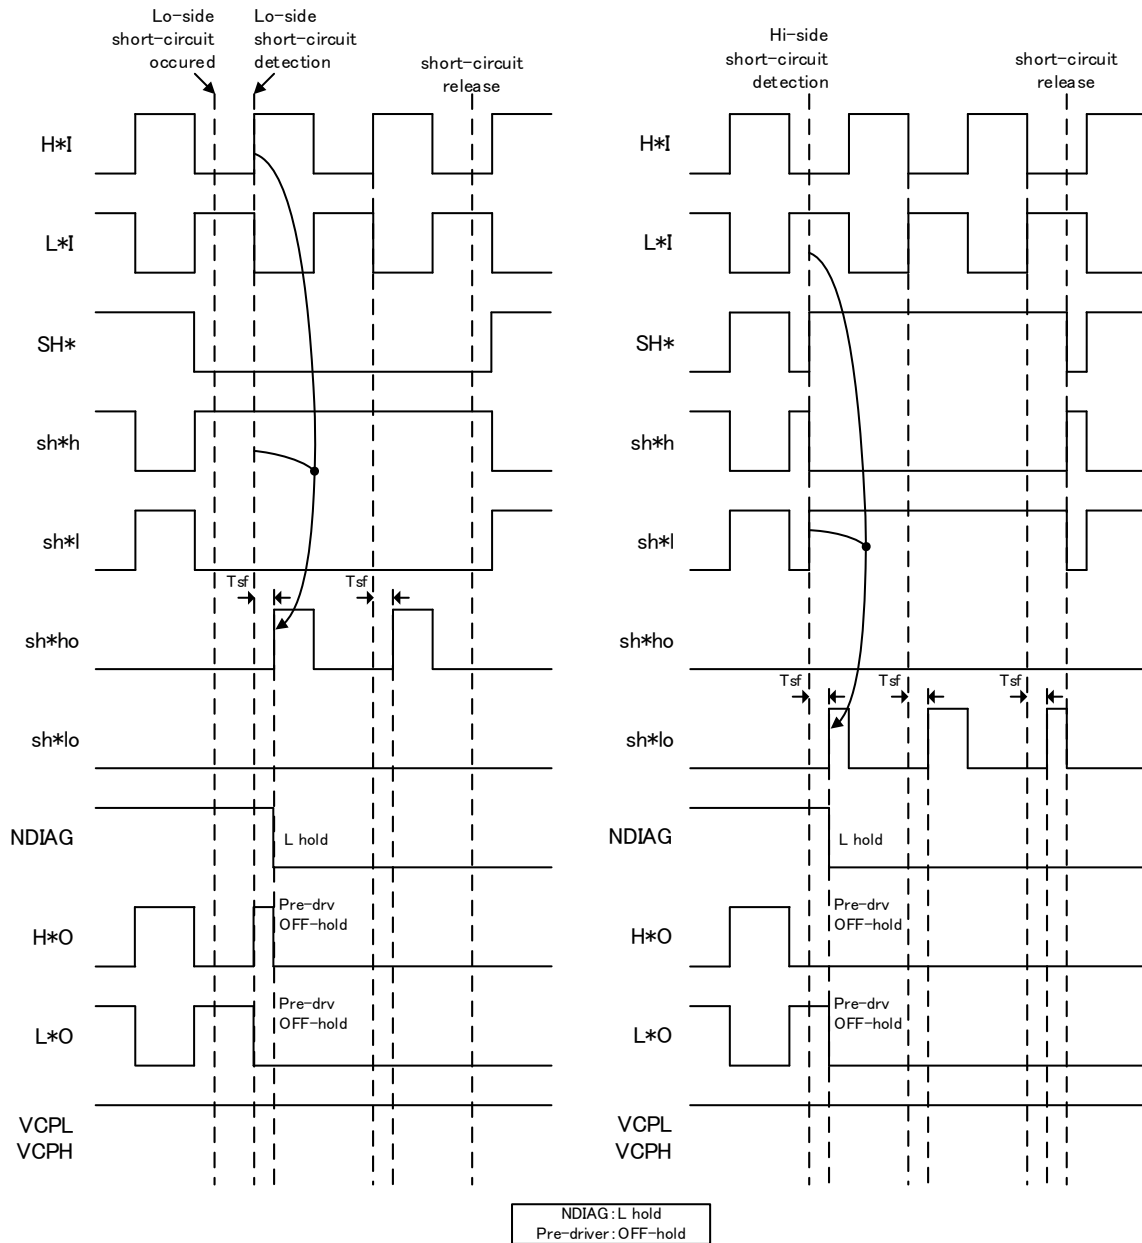 Lo-side
short-circuit
occured
Lo-side
short-circuit
detection
short-circuit
release
H*I
L*I
SH*
sh*h
sh*l
Tsf
Tsf
sh*ho
sh*lo
NDIAG
L hold
H*O
Pre-drv
OFF-hold
L*O
Pre-drv
OFF-hold
VCPL
VCPH
Hi-side
short-circuit
detection
short-circuit
release
H*I
L*I
SH*
sh*h
sh*l
sh*ho
Tsf
Tsf
Tsf
sh*lo
NDIAG
L hold
H*O
Pre-drv
OFF-hold
L*O
Pre-drv
OFF-hold
VCPL
VCPH
NDIAG:L hold
Pre-driver:OFF-hold